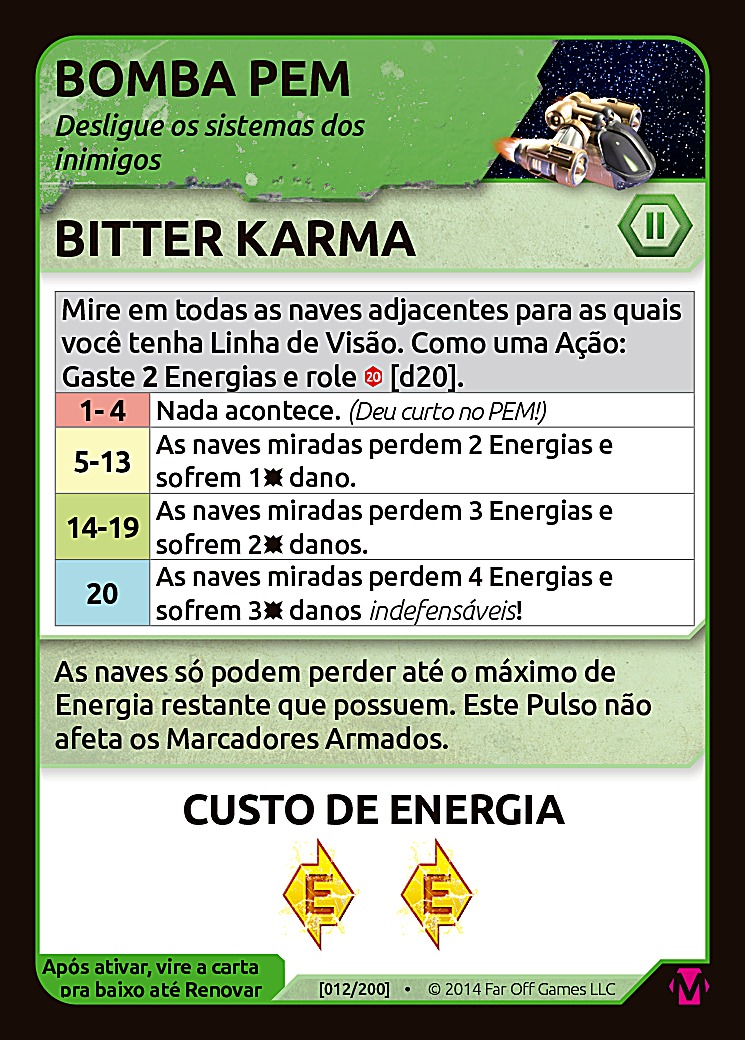 BOMBA PEM
Desligue os sistemas dos
inimigos
BITTER KARMA
II
Mire em todas as naves adjacentes para as quais
você tenha Linha de Visão. Como uma Ação:
Gaste 2 Energias e role 20 [d20].
1- 4 Nada acontece. (Deu curto no PEM!)
5-13 As naves miradas perdem 2 Energias e
sofrem 1 dano.
14-19 As naves miradas perdem 3 Energias e
sofrem 2 danos.
20 As naves miradas perdem 4 Energias e
sofrem 3 danos indefensáveis!
As naves só podem perder até o máximo de
Energia restante que possuem. Este Pulso não
afeta os Marcadores Armados.
CUSTO DE ENERGIA
E E
Após ativar, vire a carta
pra baixo até Renovar
[012/200] • © 2014 Far Off Games LLC
M